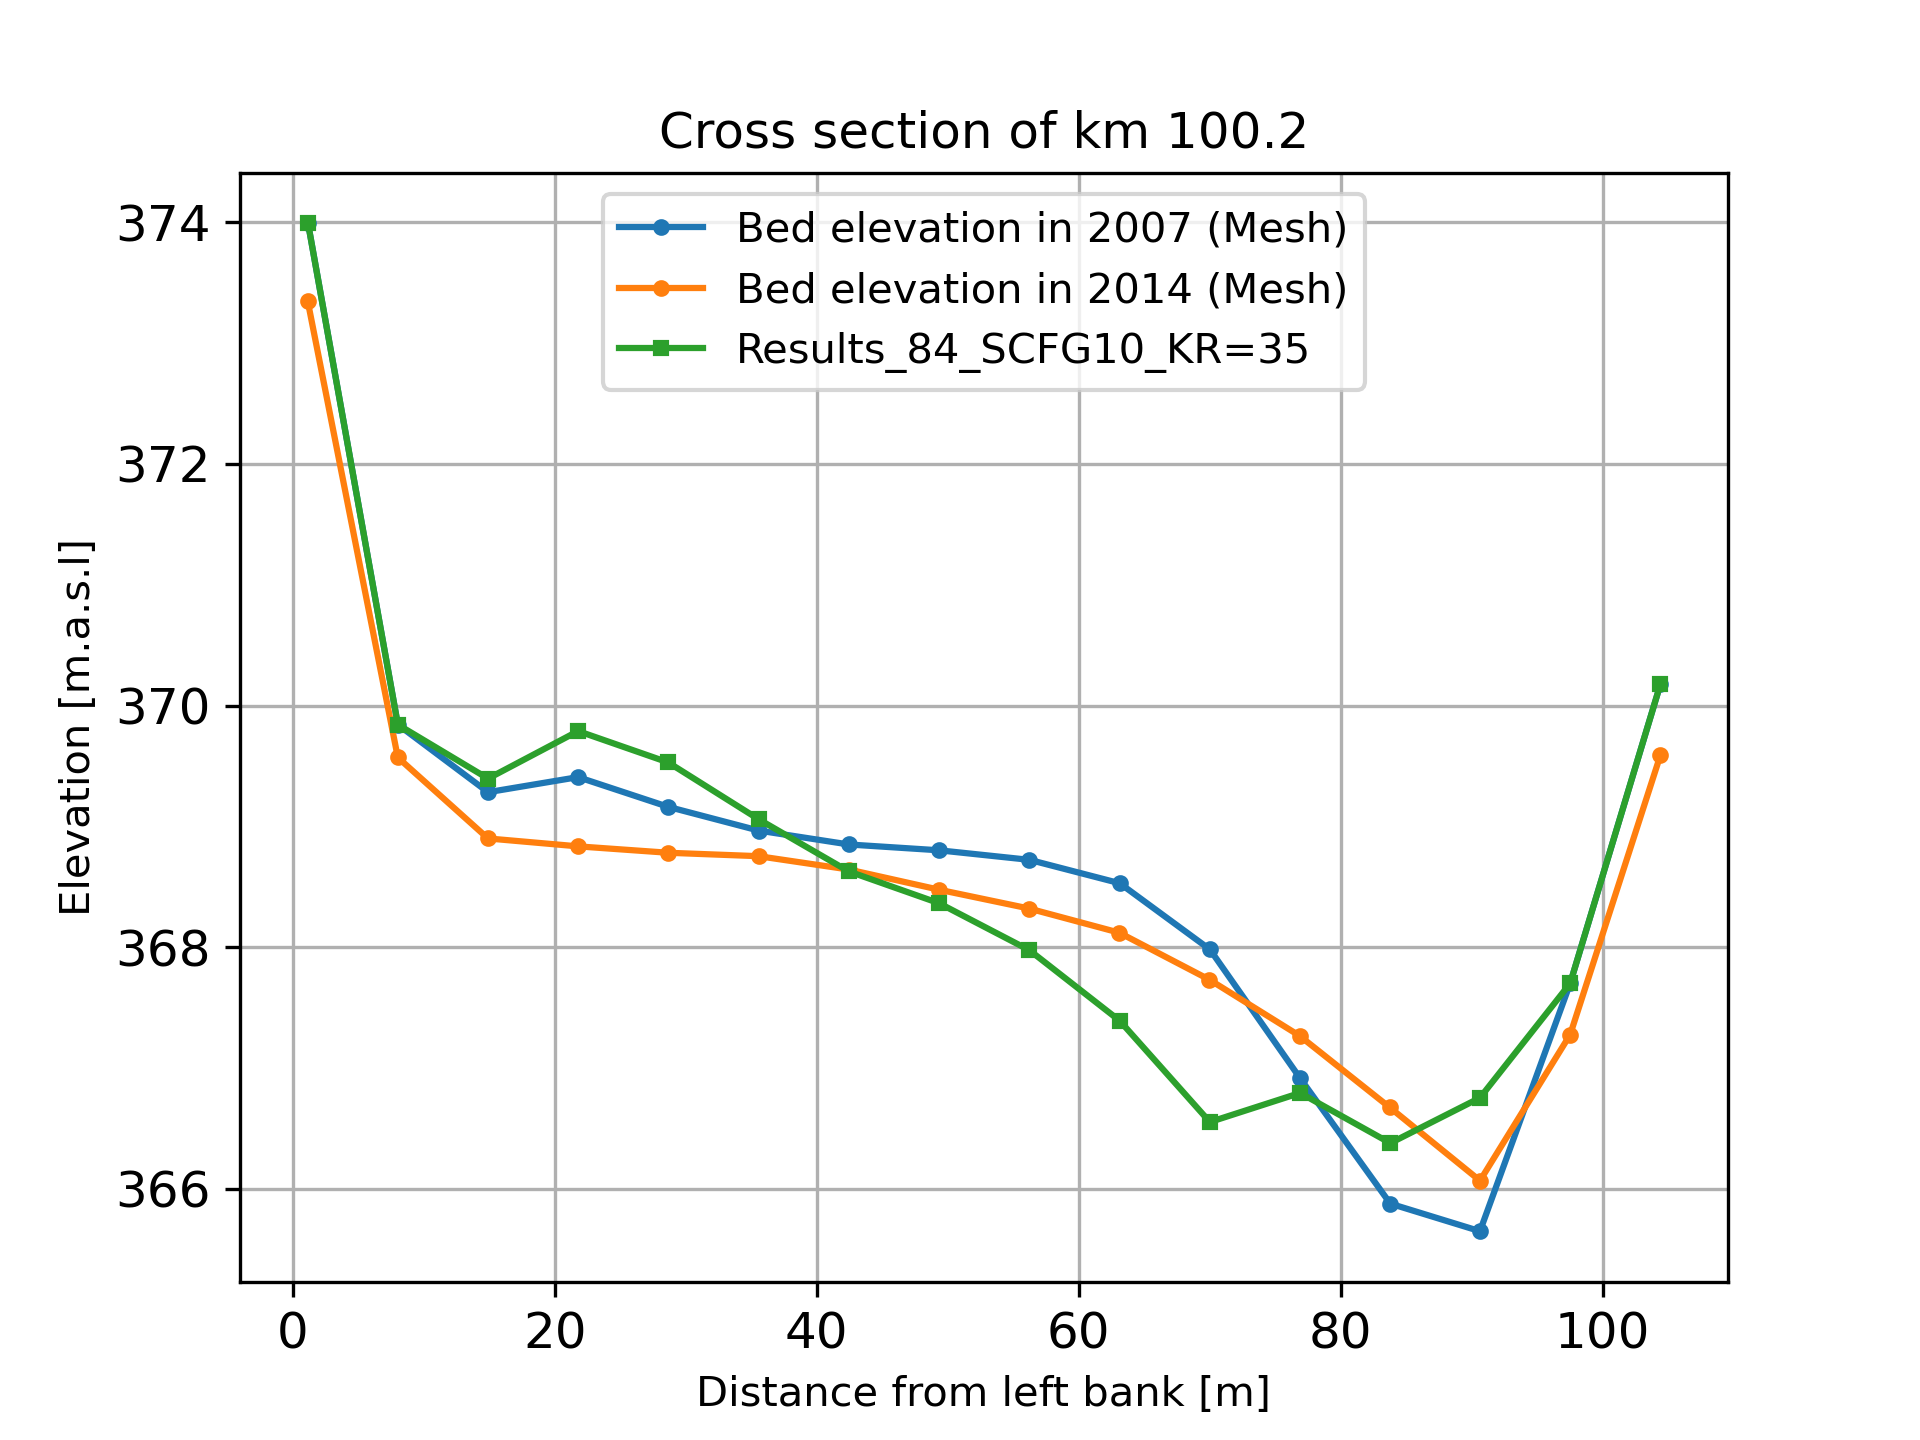 Cross section of km 100.2
Bed elevation in 2007 (Mesh)
Bed elevation in 2014 (Mesh)
Results_84_SCFG10_KR=35
Elevation [m.a.s.l]
374
372
370
368
366
0 20 40 60 80 100
Distance from left bank [m]